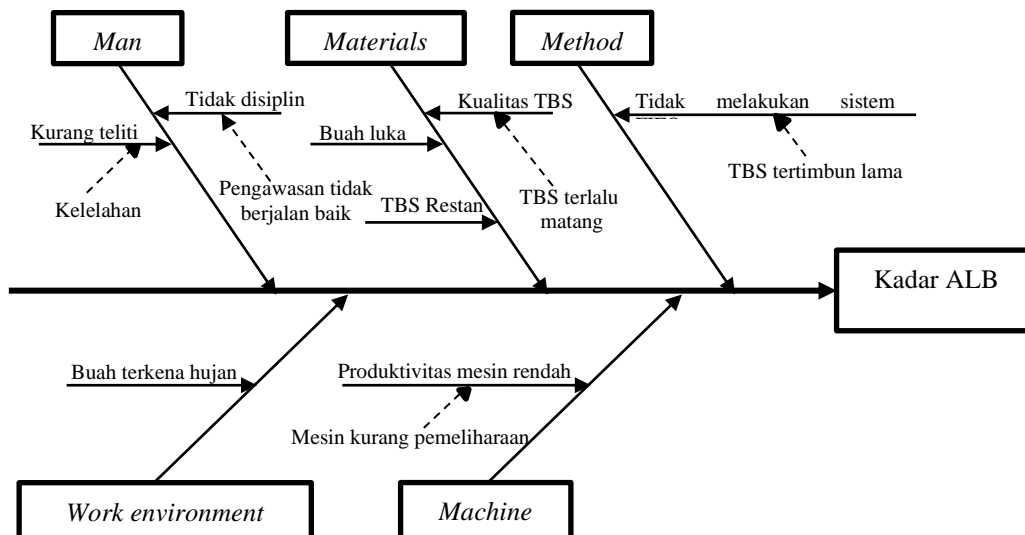 Man
Materials
Method
Tidak disiplin
Kurang teliti
Pengawasan tidak
berjalan baik
Kelelahan
Kualitas TBS
Buah luka
TBS terlalu
matang
TBS Restan
Tidak melakukan sistem
TBS tertimbun lama
Kadar ALB
Buah terkena hujan
Produktivitas mesin rendah
Mesin kurang pemeliharaan
Work environment
Machine